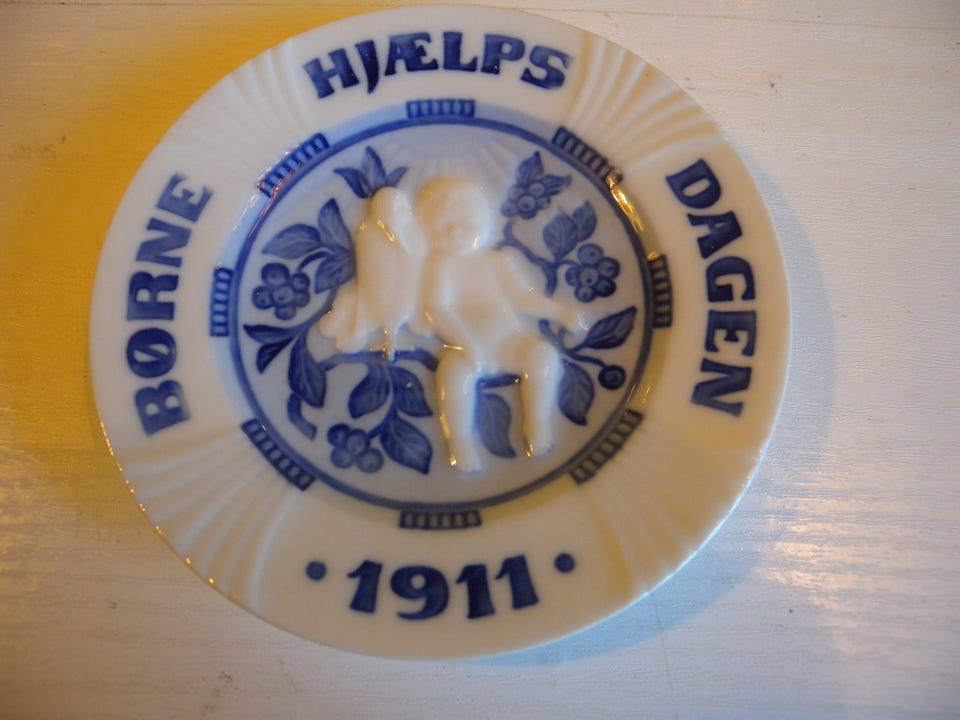 BØRNE
HJÆLPS
DAGEN
• 1911 •